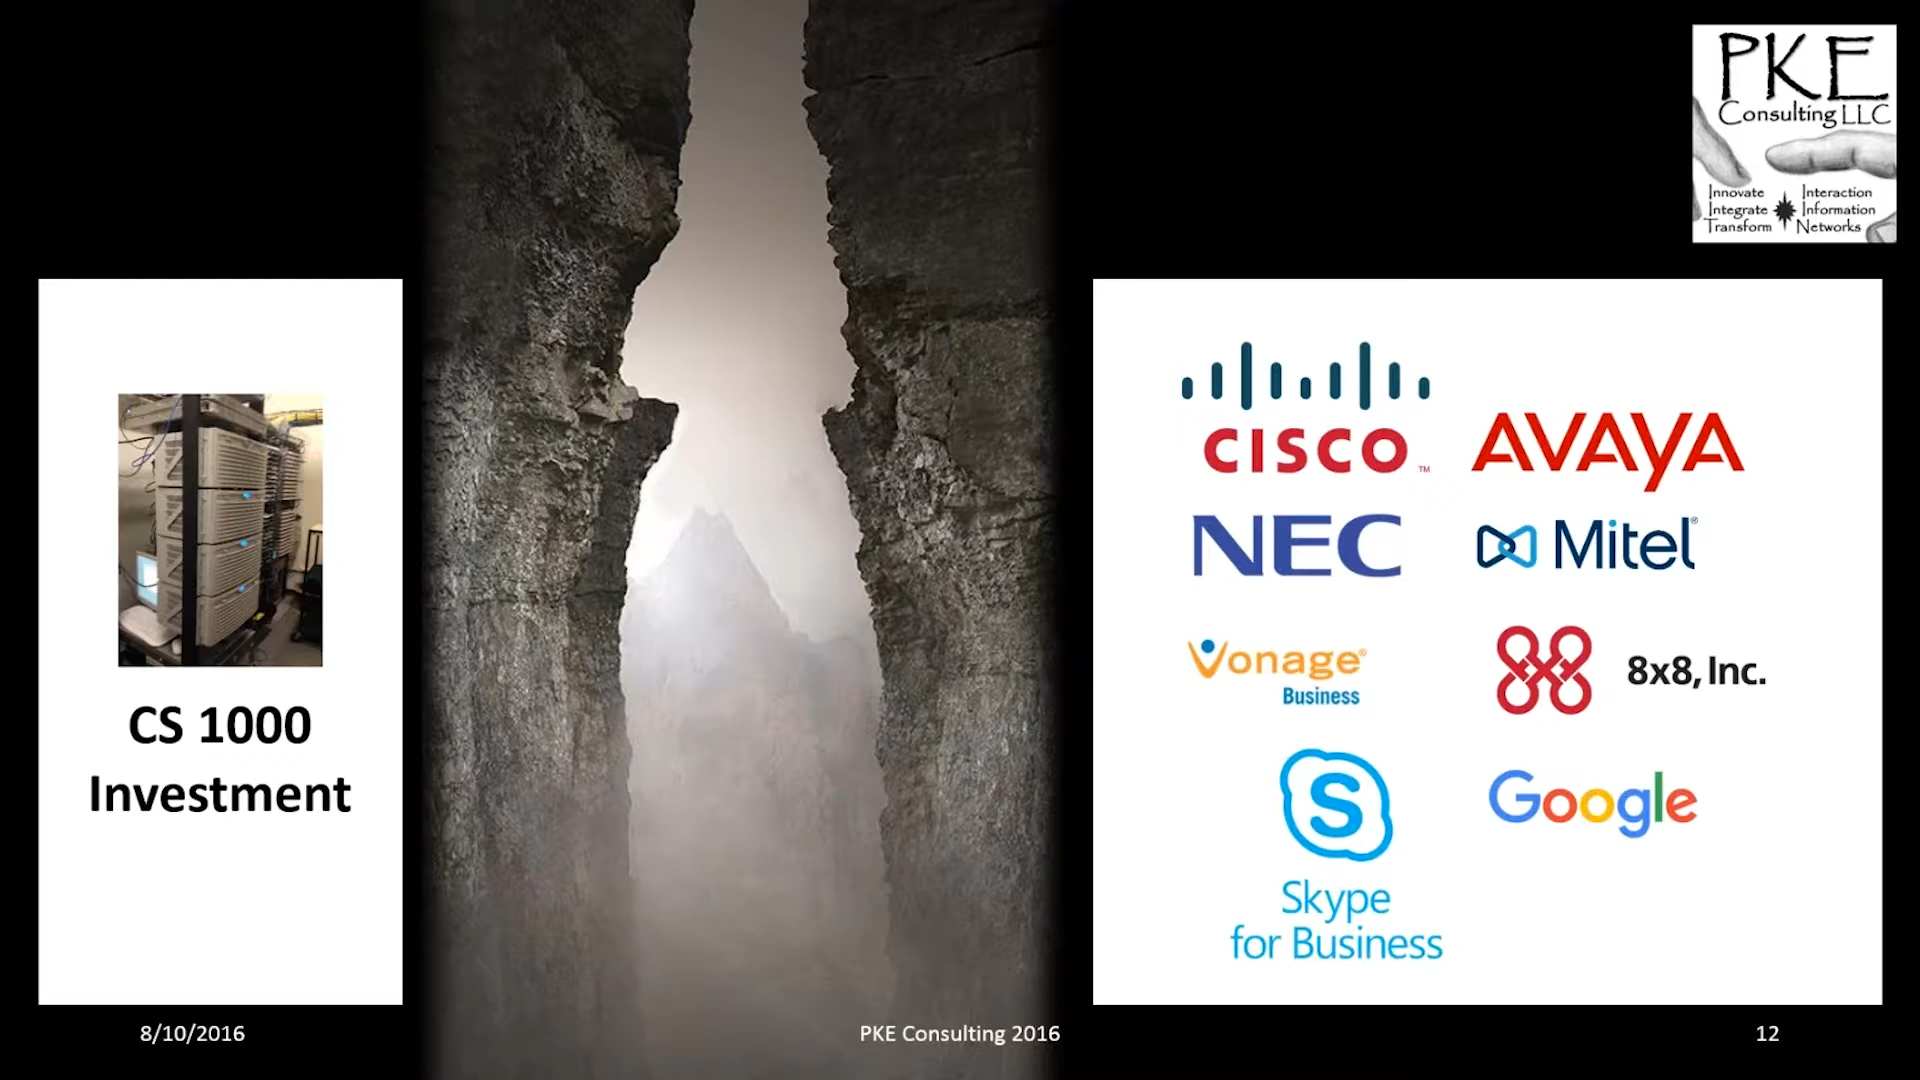 PKE
Consulting LLC
Innovate Interaction
Integrate Information
Transform Networks
CS 1000
Investment
CISCO™
AVAYA
NEC
Mitel®
Vonage®
Business
8x8, Inc.
Skype
for Business
Google
8/10/2016
PKE Consulting 2016
12